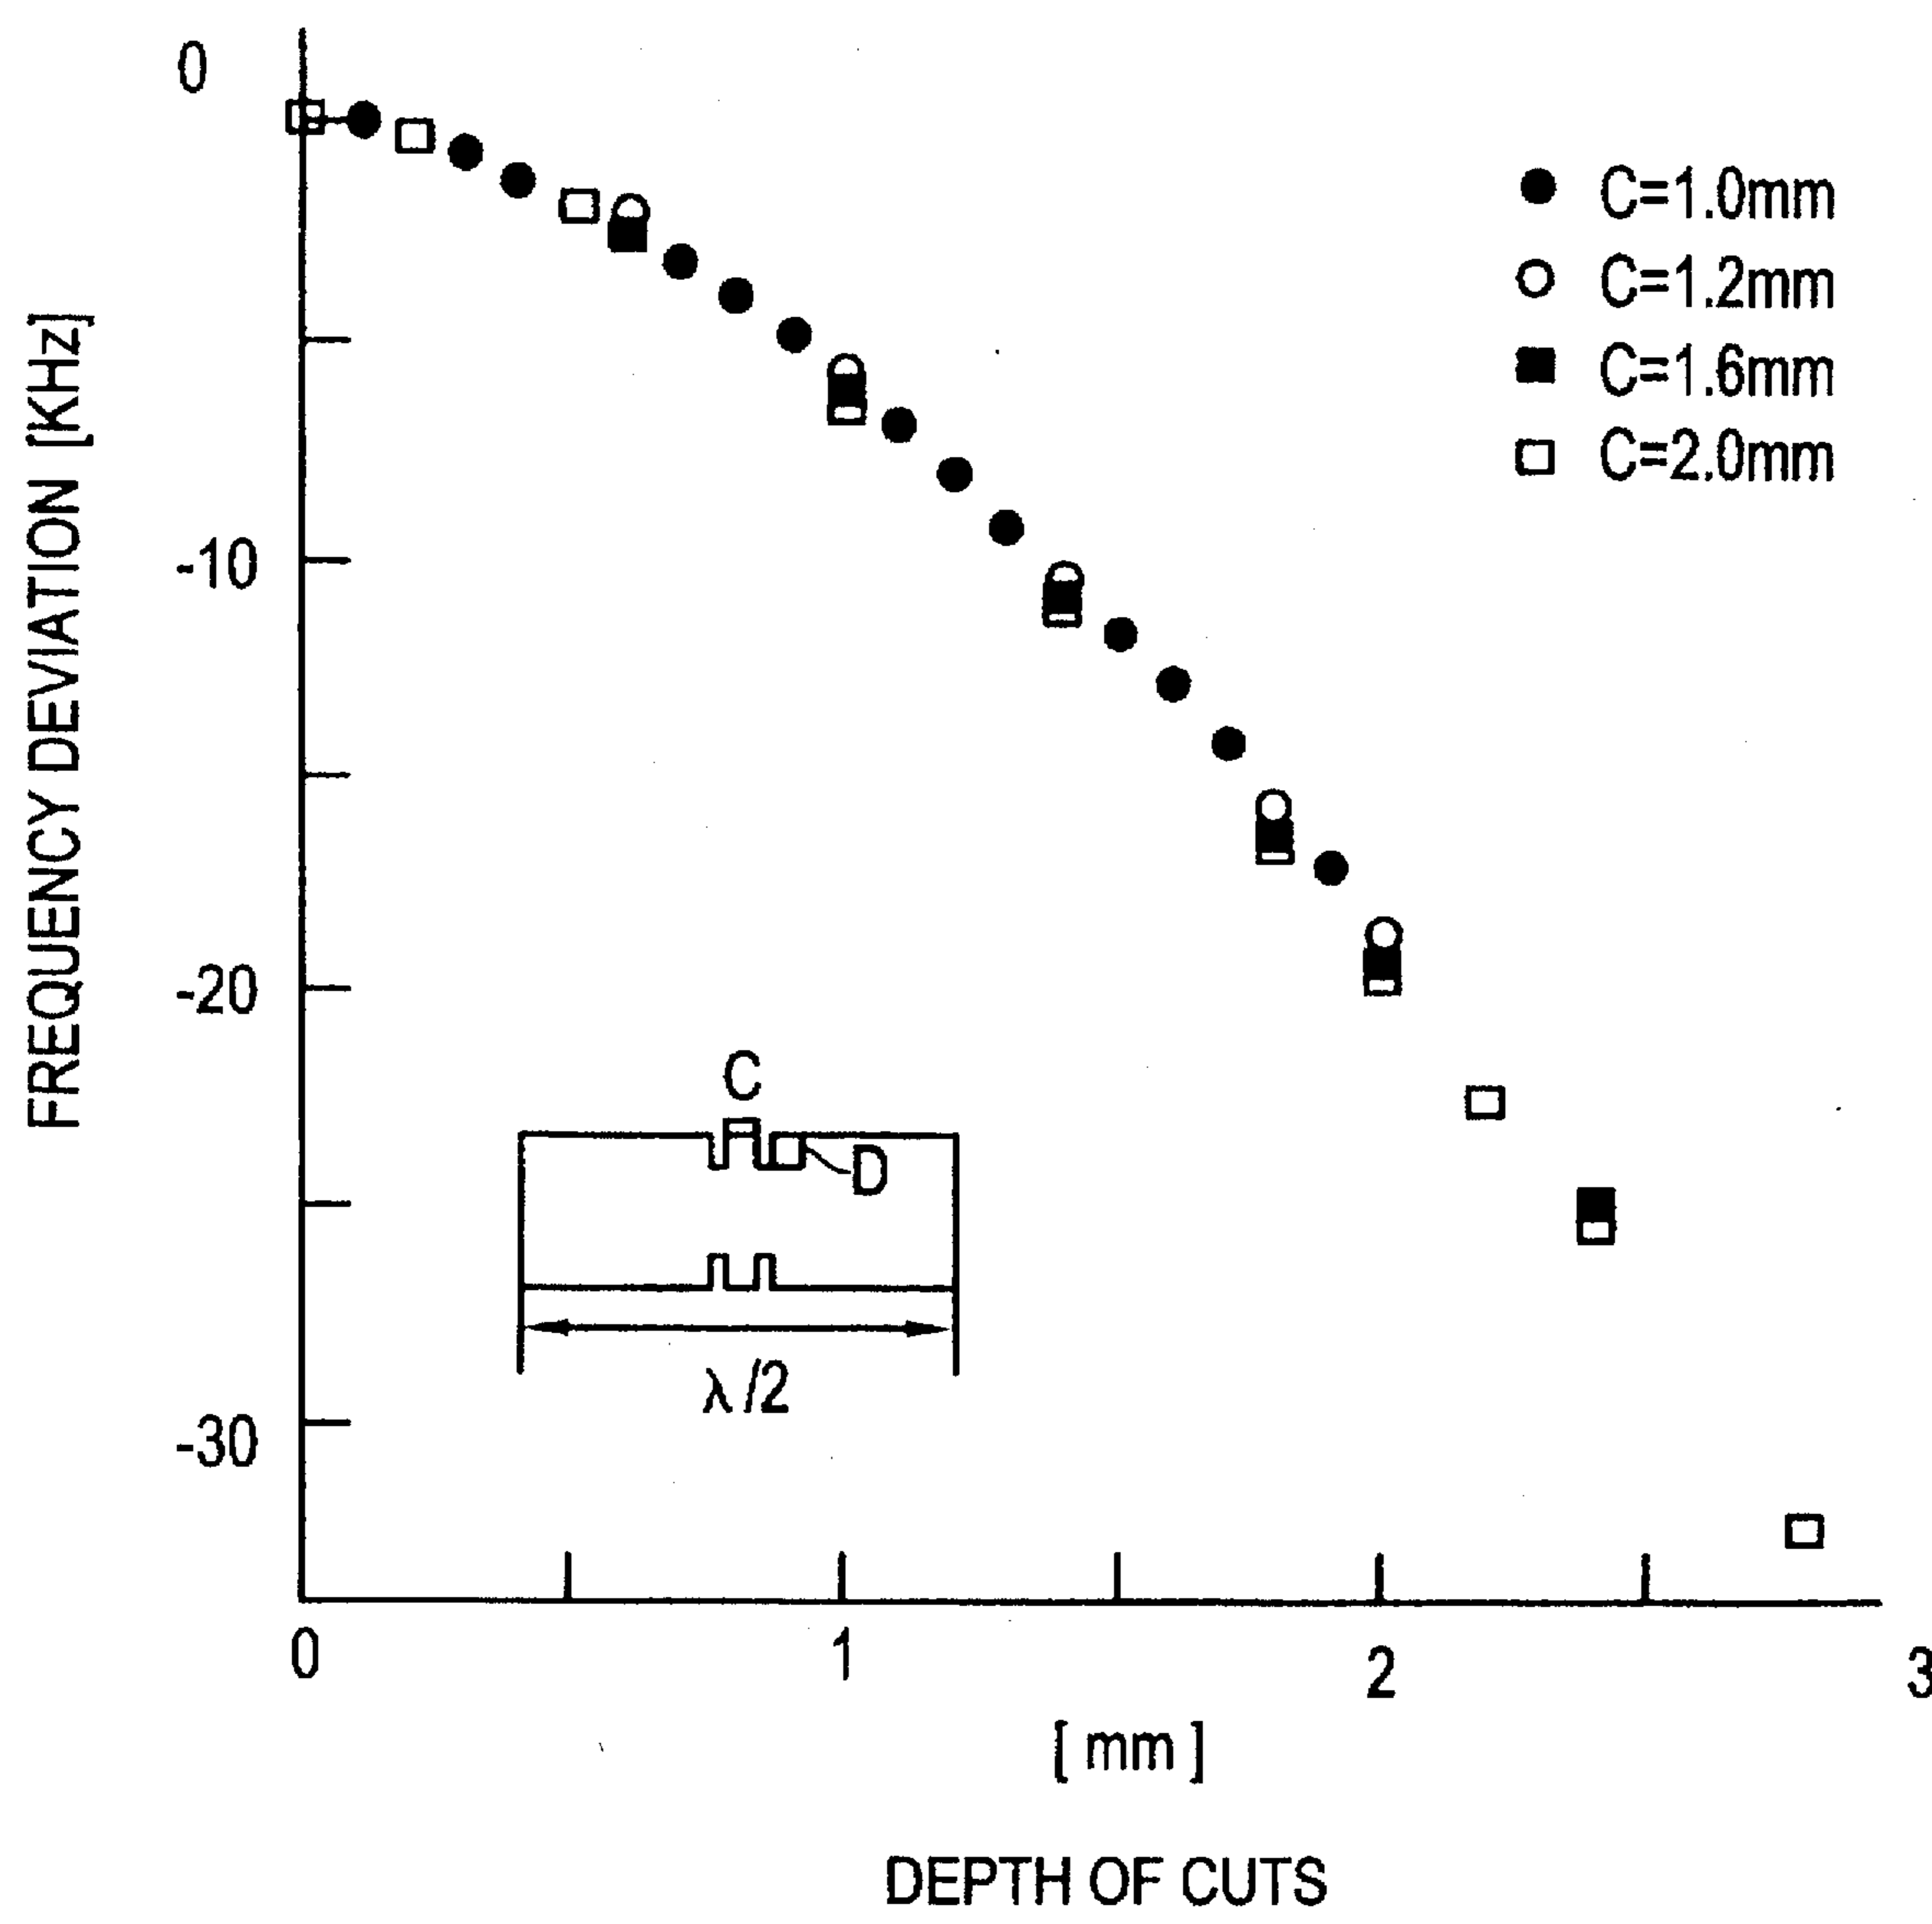 0
-10
-20
-30
FREQUENCY DEVIATION [KHz]
C=1.0mm
C=1.2mm
C=1.6mm
C=2.0mm
C
D
λ/2
0 1 2 3
[mm]
DEPTH OF CUTS